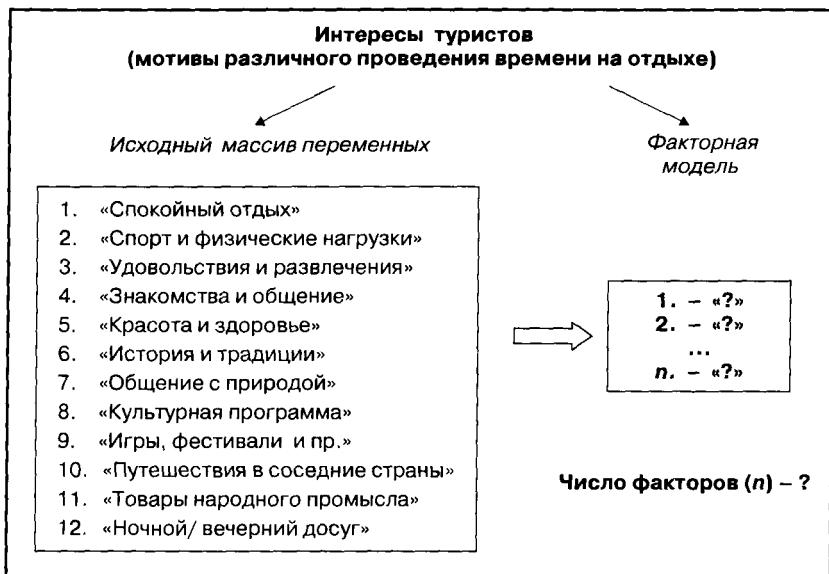 Интересы туристов
(мотивы различного проведения времени на отдыхе)
Исходный массив переменных
Факторная
модель
1. «Спокойный отдых»
2. «Спорт и физические нагрузки»
3. «Удовольствия и развлечения»
4. «Знакомства и общение»
5. «Красота и здоровье»
6. «История и традиции»
7. «Общение с природой»
8. «Культурная программа»
9. «Игры, фестивали и пр.»
10. «Путешествия в соседние страны»
11. «Товары народного промысла»
12. «Ночной/ вечерний досуг»
1. – «?»
2. – «?»
...
n. – «?»
Число факторов (n) – ?